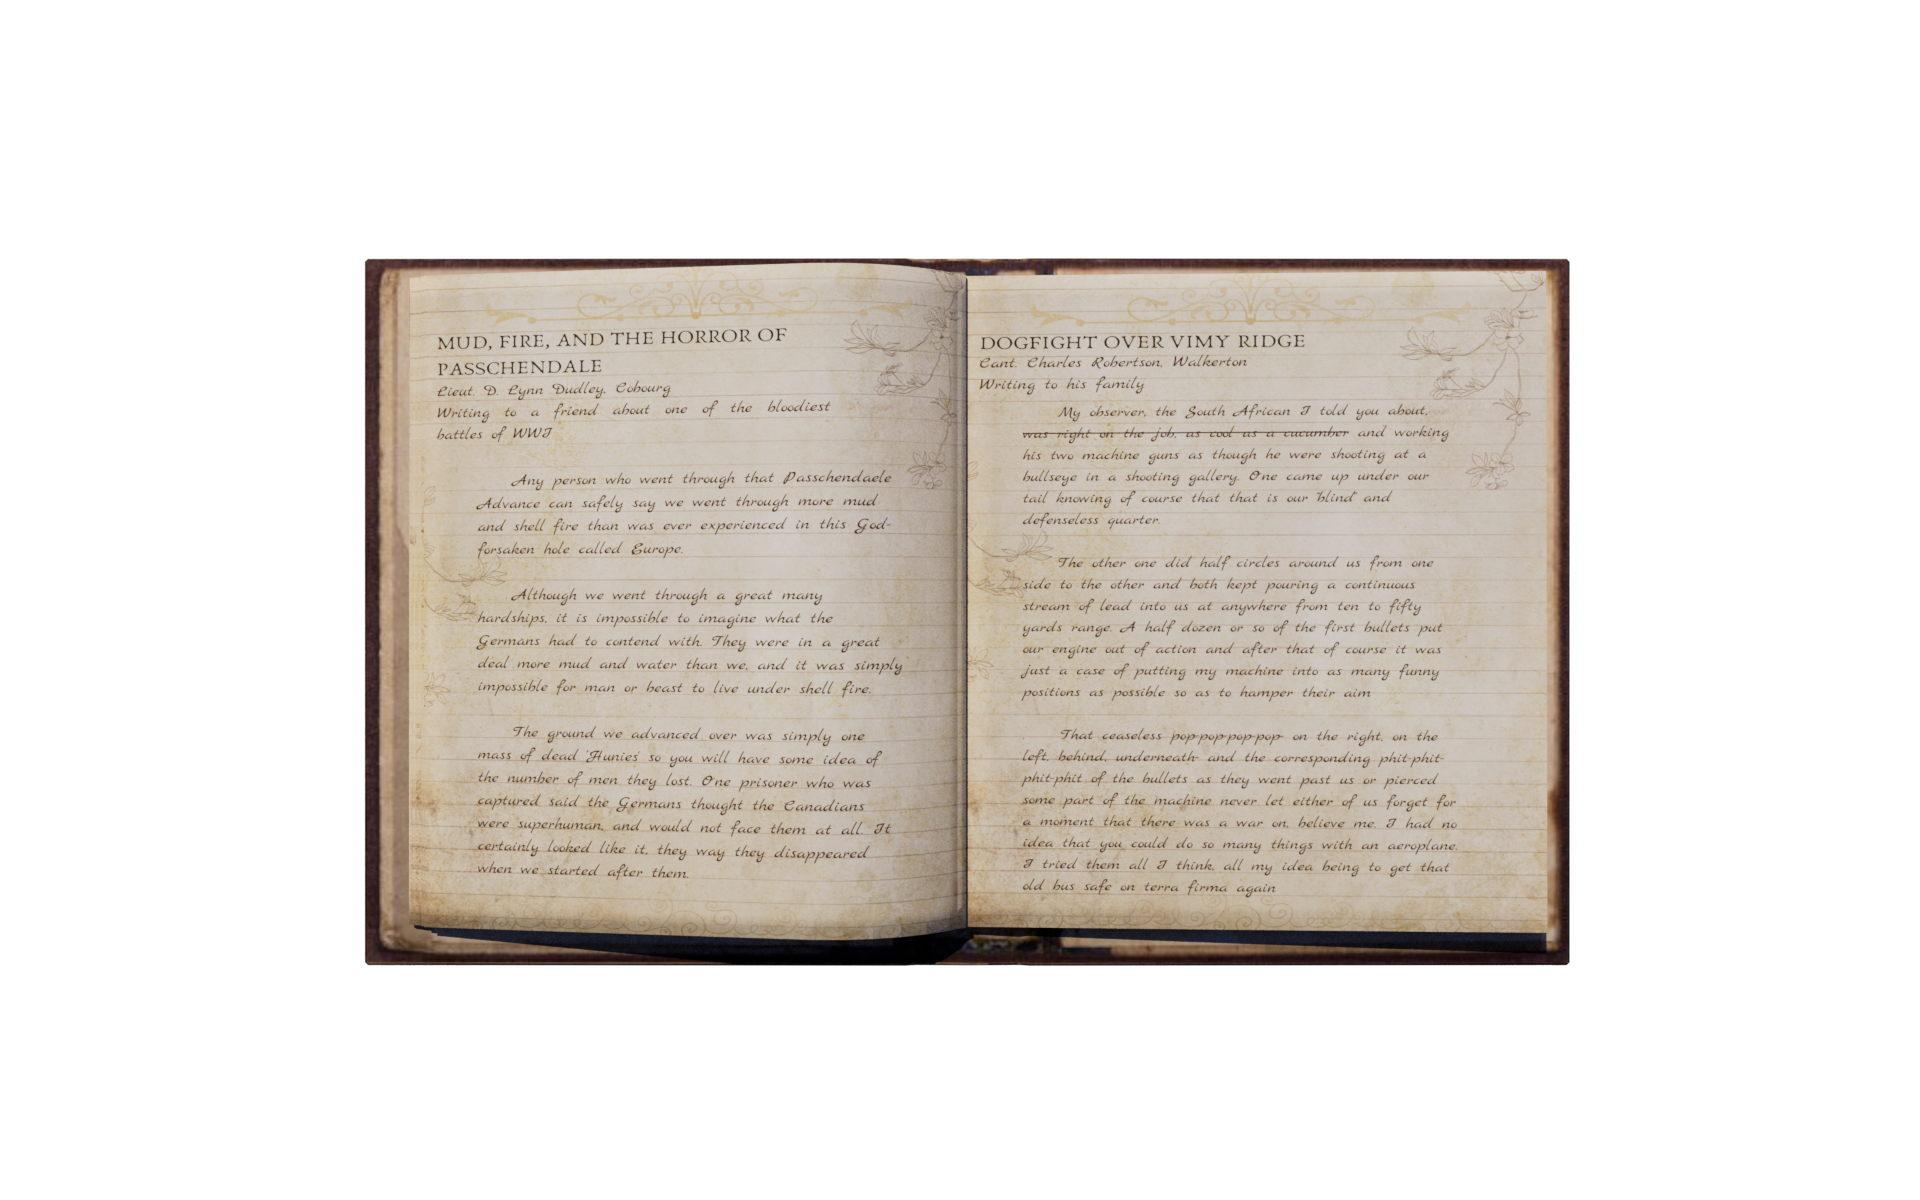 MUD, FIRE, AND THE HORROR OF
PASSCHENDALE
Lieut. D. Lynn Dudley, Cobourg
Writing to a friend about one of the bloodiest
battles of WWI
Any person who went through that Passchendaele
Advance can safely say we went through more mud
and shell fire than was ever experienced in this God-
forsaken hole called Europe.
Although we went through a great many
hardships, it is impossible to imagine what the
Germans had to contend with. They were in a great
deal more mud and water than we, and it was simply
impossible for man or beast to live under shell fire.
The ground we advanced over was simply one
mass of dead 'Hunies' so you will have some idea of
the number of men they lost. One prisoner who was
captured said the Germans thought the Canadians
were superhuman, and would not face them at all. It
certainly looked like it, they way they disappeared
when we started after them.
DOGFIGHT OVER VIMY RIDGE
Cant. Charles Robertson, Walkerton
Writing to his family
My observer, the South African I told you about,
was right on the job, as cool as a cucumber and working
his two machine guns as though he were shooting at a
bullseye in a shooting gallery. One came up under our
tail knowing of course that that is our 'blind' and
defenseless quarter.
The other one did half circles around us from one
side to the other and both kept pouring a continuous
stream of lead into us at anywhere from ten to fifty
yards range. A half dozen or so of the first bullets put
our engine out of action and after that of course it was
just a case of putting my machine into as many funny
positions as possible so as to hamper their aim
That ceaseless pop-pop-pop-pop- on the right, on the
left, behind, underneath- and the corresponding phit-phit-
phit-phit of the bullets as they went past us or pierced
some part of the machine never let either of us forget for
a moment that there was a war on, believe me. I had no
idea that you could do so many things with an aeroplane.
I tried them all I think, all my idea being to get that
old bus safe on terra firma again